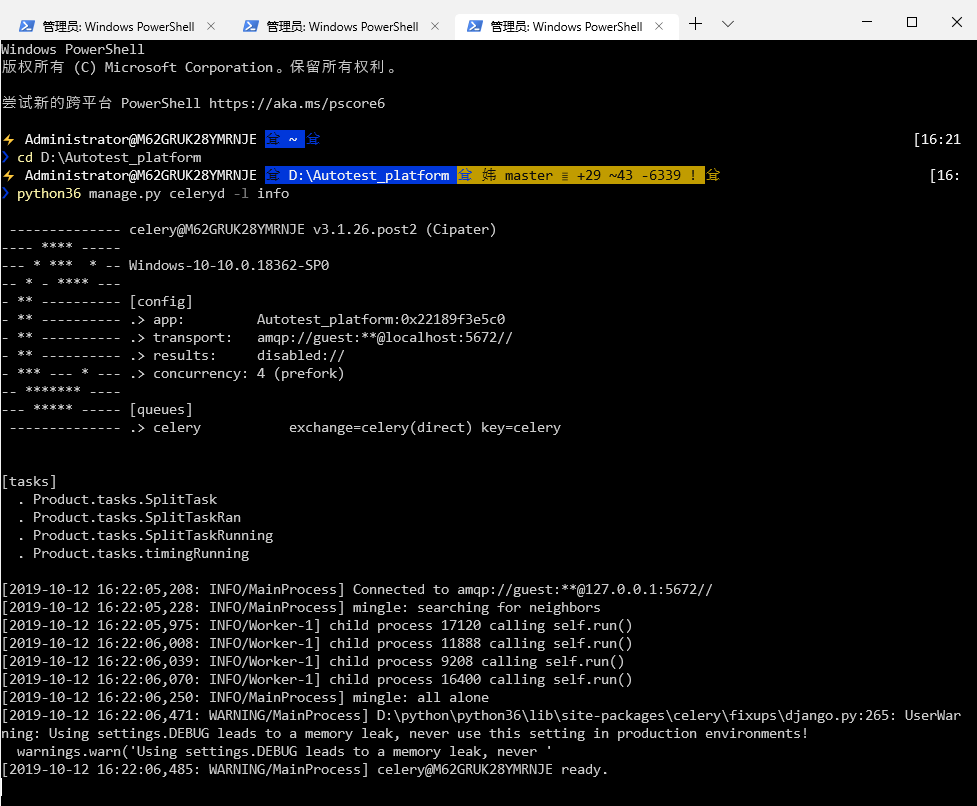 管理员: Windows PowerShell
管理员: Windows PowerShell
管理员: Windows PowerShell
Windows PowerShell
版权所有 (C) Microsoft Corporation。保留所有权利。
尝试新的跨平台 PowerShell https://aka.ms/pscore6
⚡ Administrator@M62GRUK28YMRNJE ~ [16:21
❯ cd D:\Autotest_platform
⚡ Administrator@M62GRUK28YMRNJE D:\Autotest_platform master ≡ +29 ~43 -6339 ! [16:
❯ python36 manage.py celeryd -l info
-------------- celery@M62GRUK28YMRNJE v3.1.26.post2 (Cipater)
---- **** -----
--- * ***  * -- Windows-10-10.0.18362-SP0
-- * - **** ---
- ** ---------- [config]
- ** ---------- .> app:         Autotest_platform:0x22189f3e5c0
- ** ---------- .> transport:   amqp://guest:**@localhost:5672//
- ** ---------- .> results:     disabled://
- *** --- * --- .> concurrency: 4 (prefork)
-- ******* ----
--- ***** ----- [queues]
-------------- .> celery           exchange=celery(direct) key=celery
[tasks]
. Product.tasks.SplitTask
. Product.tasks.SplitTaskRan
. Product.tasks.SplitTaskRunning
. Product.tasks.timingRunning
[2019-10-12 16:22:05,208: INFO/MainProcess] Connected to amqp://guest:**@127.0.0.1:5672//
[2019-10-12 16:22:05,228: INFO/MainProcess] mingle: searching for neighbors
[2019-10-12 16:22:05,975: INFO/Worker-1] child process 17120 calling self.run()
[2019-10-12 16:22:06,008: INFO/Worker-1] child process 11888 calling self.run()
[2019-10-12 16:22:06,039: INFO/Worker-1] child process 9208 calling self.run()
[2019-10-12 16:22:06,070: INFO/Worker-1] child process 16400 calling self.run()
[2019-10-12 16:22:06,250: INFO/MainProcess] mingle: all alone
[2019-10-12 16:22:06,471: WARNING/MainProcess] D:\python\python36\lib\site-packages\celery\fixups\django.py:265: UserWar
ning: Using settings.DEBUG leads to a memory leak, never use this setting in production environments!
warnings.warn('Using settings.DEBUG leads to a memory leak, never '
[2019-10-12 16:22:06,485: WARNING/MainProcess] celery@M62GRUK28YMRNJE ready.